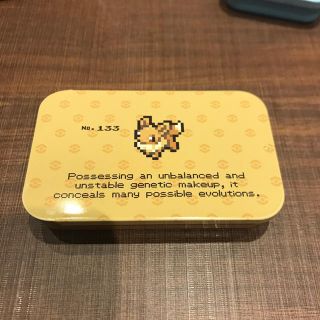 No. 133
Possessing an unbalanced and
unstable genetic makeup, it
conceals many possible evolutions.